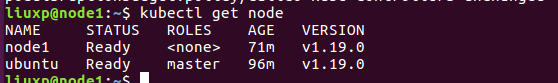 liuxp@node1:~$ kubectl get node
NAME STATUS ROLES AGE VERSION
node1 Ready <none> 71m v1.19.0
ubuntu Ready master 96m v1.19.0
liuxp@node1:~$